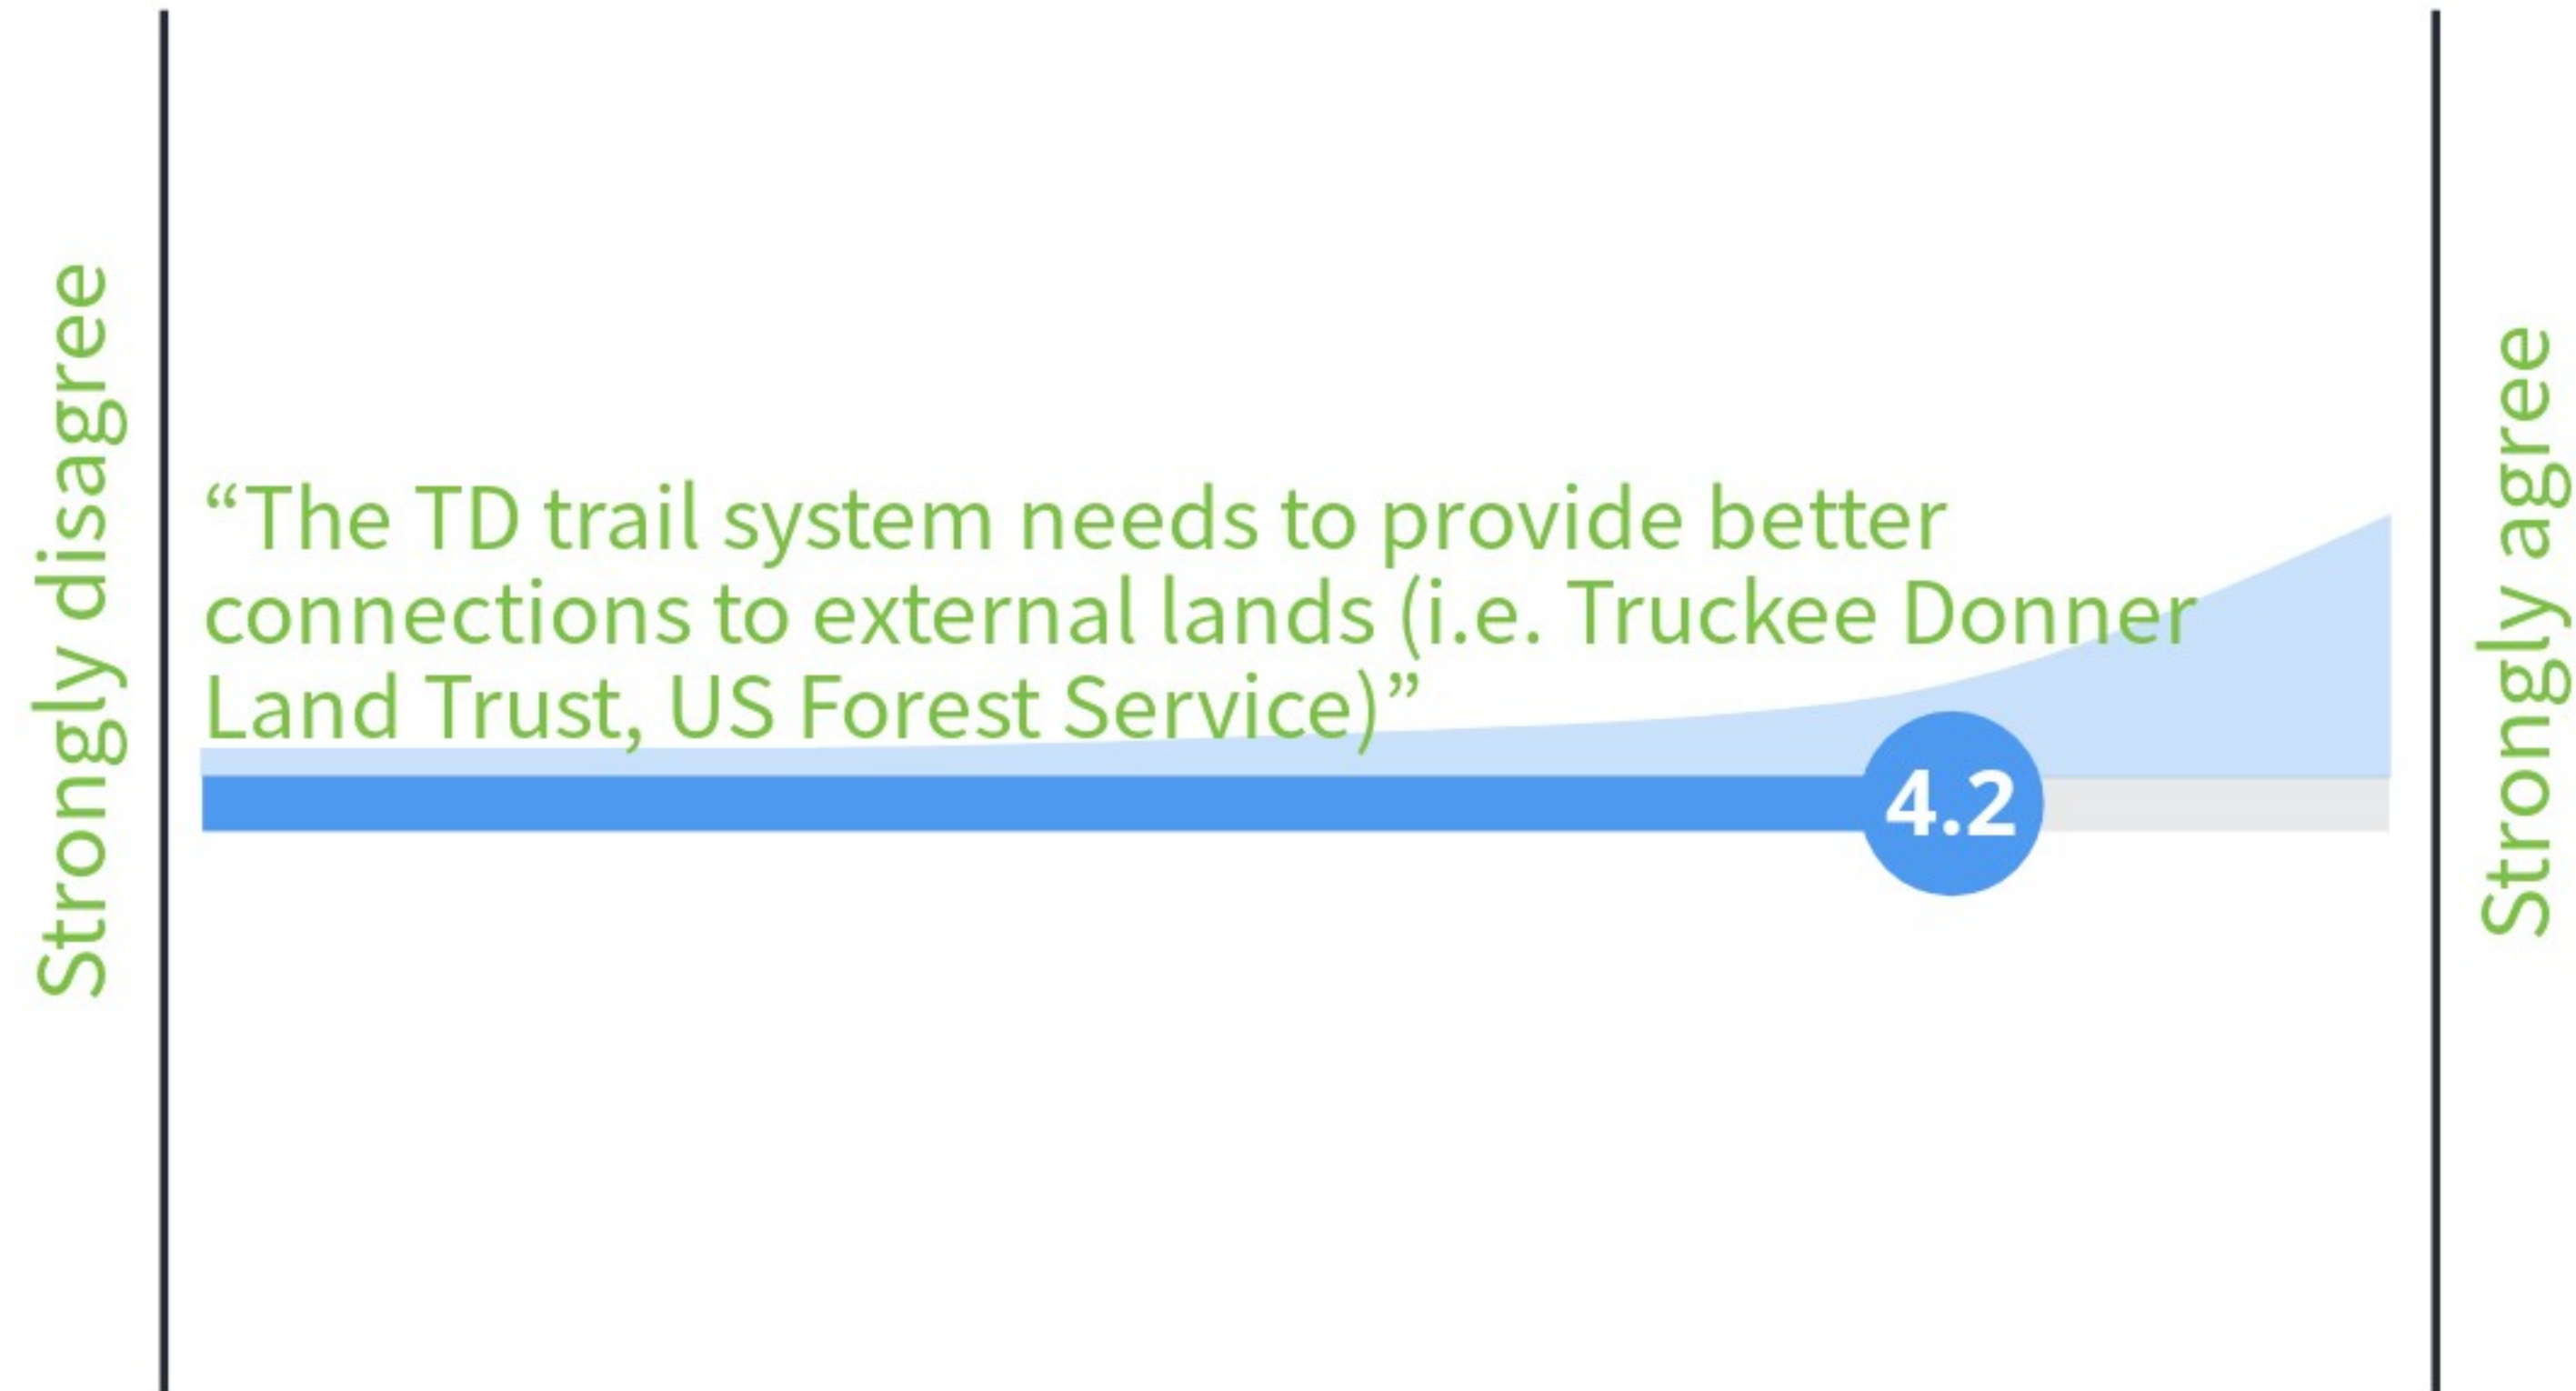 Strongly disagree
“The TD trail system needs to provide better
connections to external lands (i.e. Truckee Donner
Land Trust, US Forest Service)”
4.2
Strongly agree